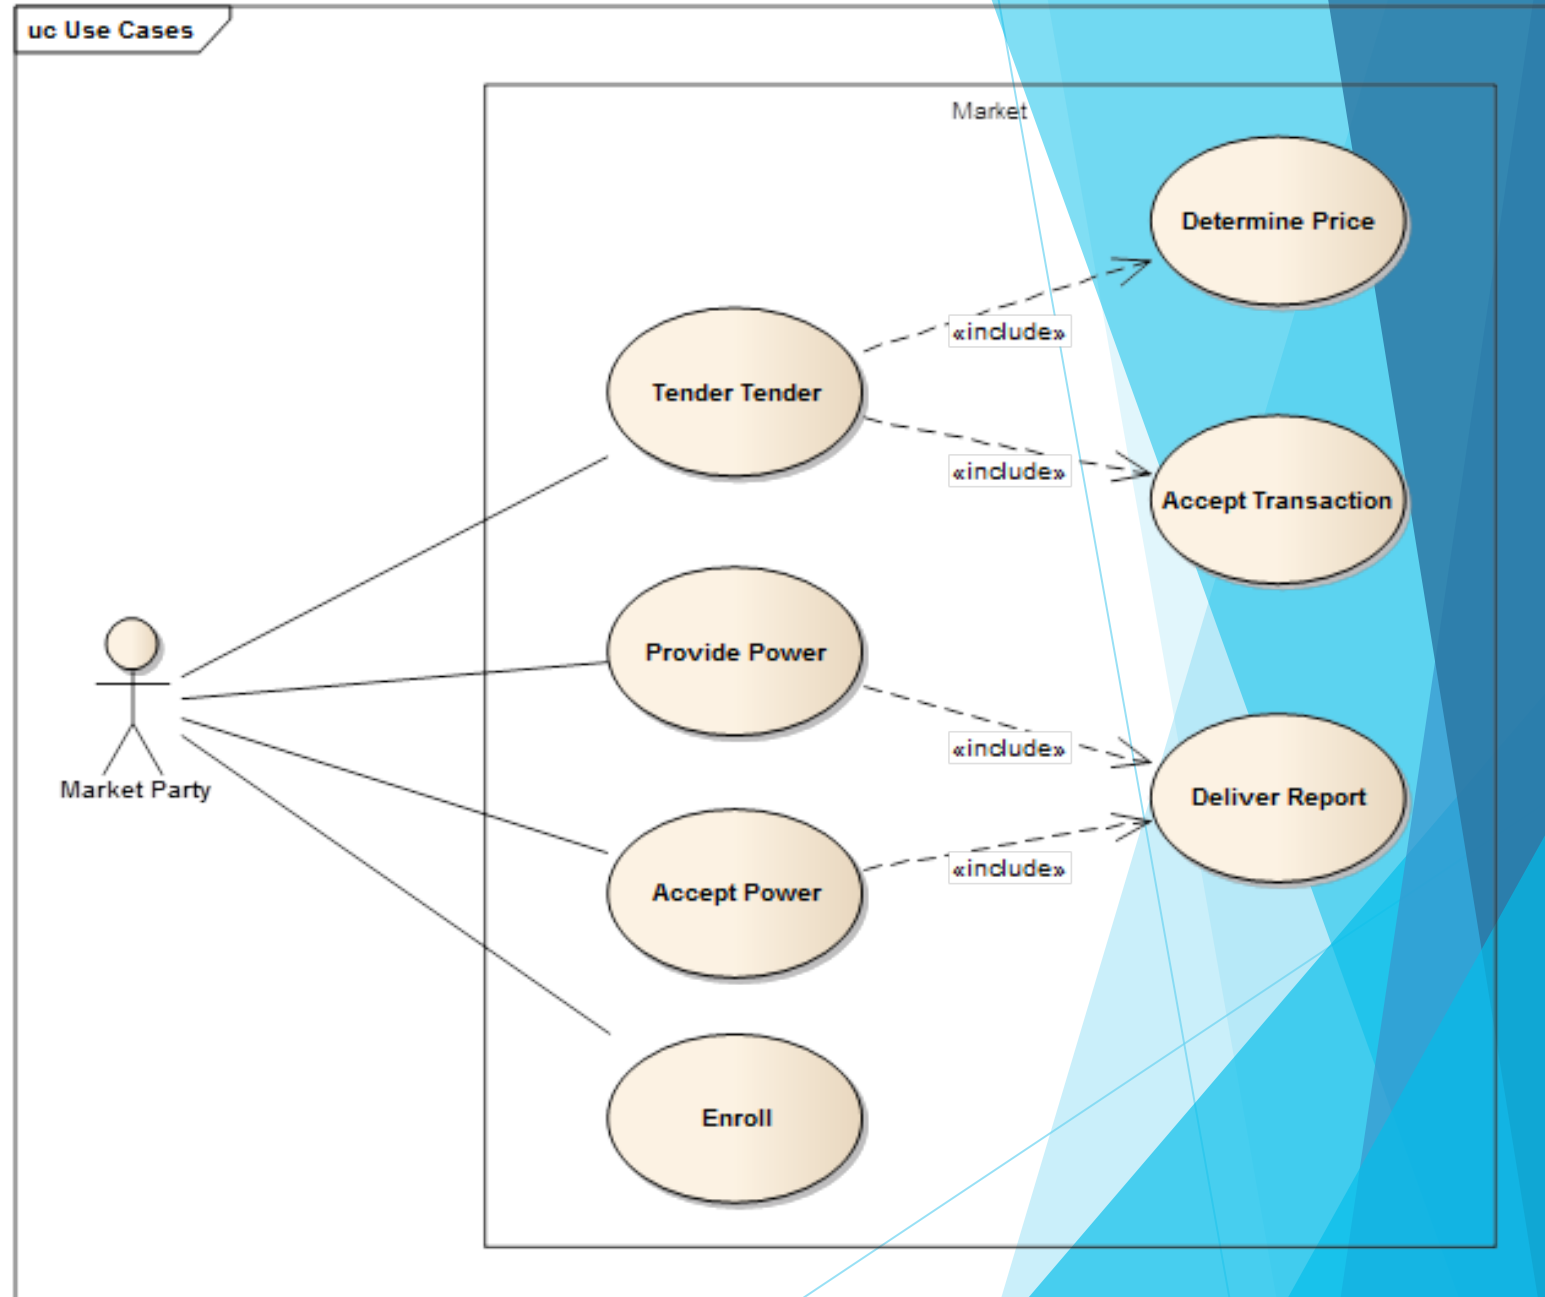 uc Use Cases
Market
Determine Price
«include»
Tender Tender
«include»
Accept Transaction
Provide Power
«include»
Market Party
Deliver Report
«include»
Accept Power
Enroll